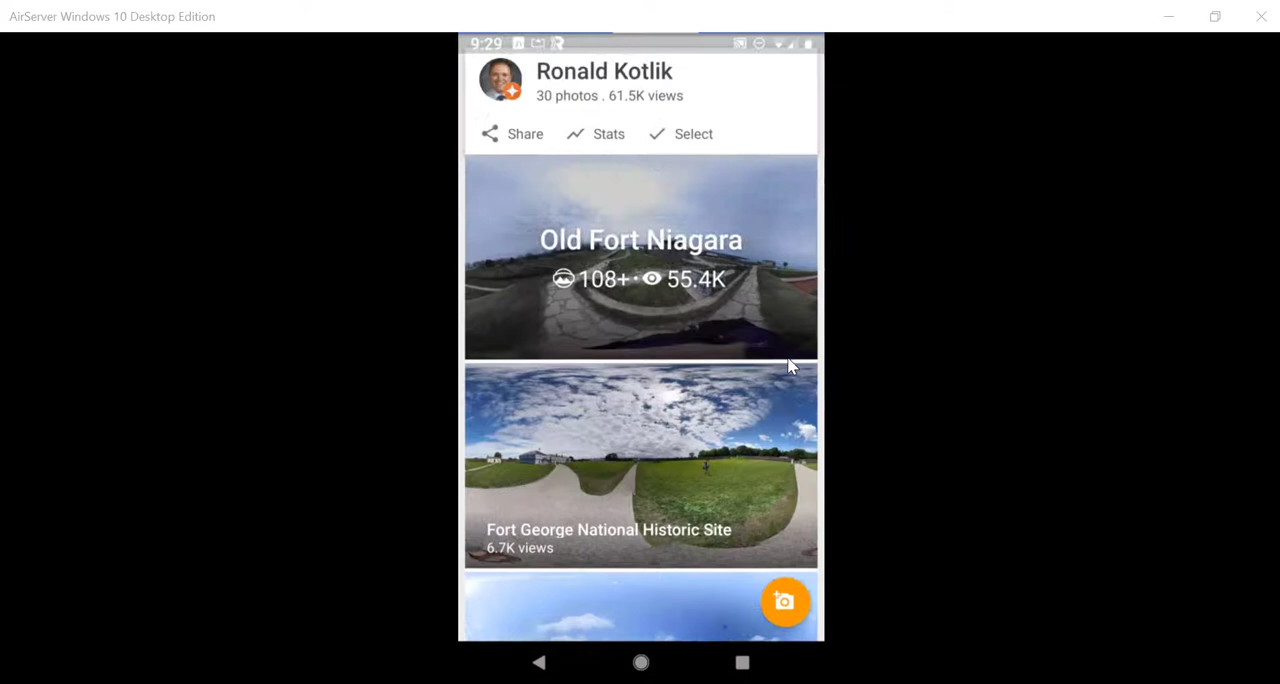 AirServer Windows 10 Desktop Edition
9:29
Ronald Kotlik
30 photos . 61.5K views
Share Stats Select
Old Fort Niagara
108+ · 55.4K
Fort George National Historic Site
6.7K views